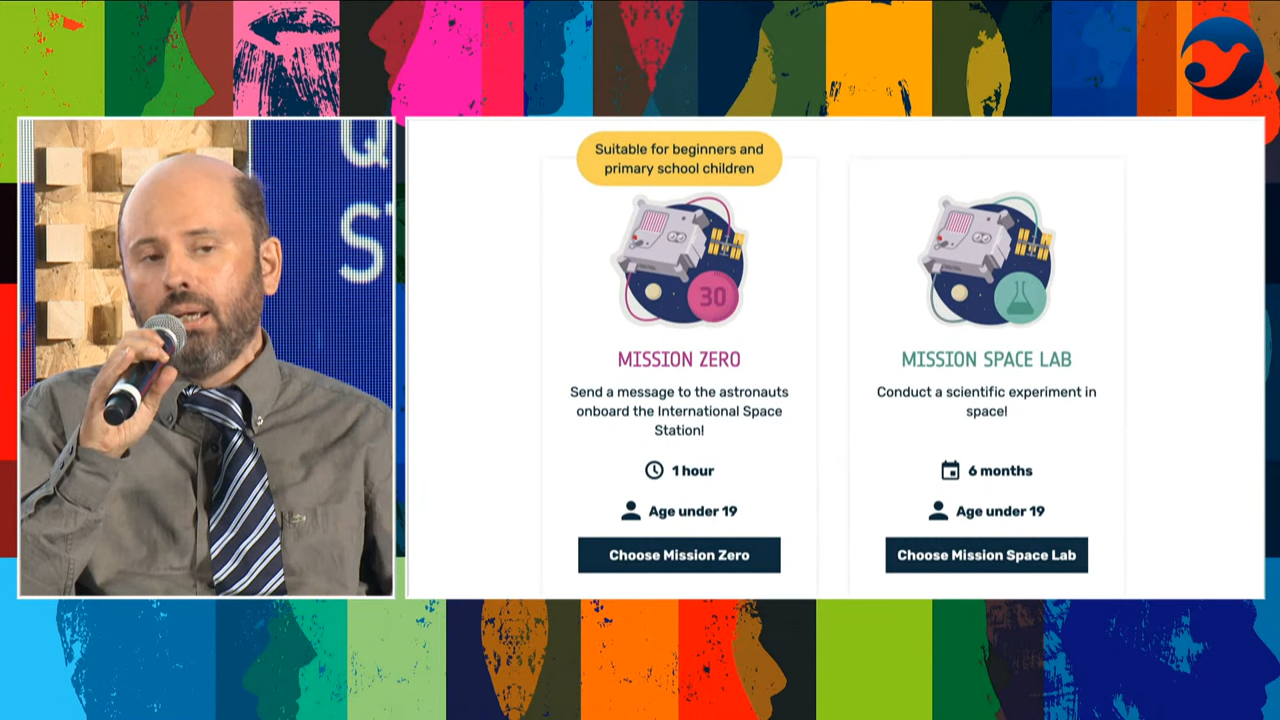 Suitable for beginners and
primary school children
30
MISSION ZERO
Send a message to the astronauts
onboard the International Space
Station!
1 hour
Age under 19
Choose Mission Zero
MISSION SPACE LAB
Conduct a scientific experiment in
space!
6 months
Age under 19
Choose Mission Space Lab